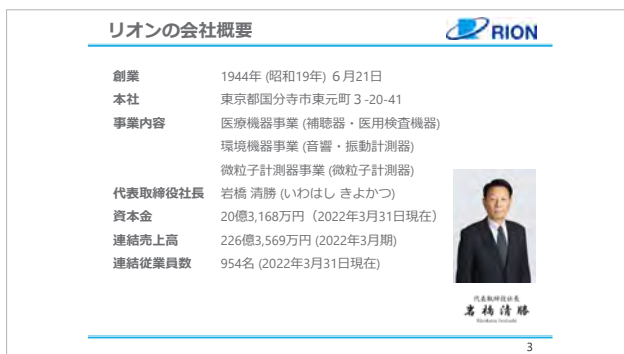 リオンの会社概要
RION
創業 1944年 (昭和19年) 6月21日
本社 東京都国分寺市東元町３-20-41
事業内容 医療機器事業 (補聴器・医用検査機器)
環境機器事業 (音響・振動計測器)
微粒子計測器事業 (微粒子計測器)
代表取締役社長 岩橋 清勝 (いわはし きよかつ)
資本金 20億3,168万円（2022年3月31日現在）
連結売上高 226億3,569万円 (2022年3月期)
連結従業員数 954名 (2022年3月31日現在)
代表取締役社長
岩橋清勝
3